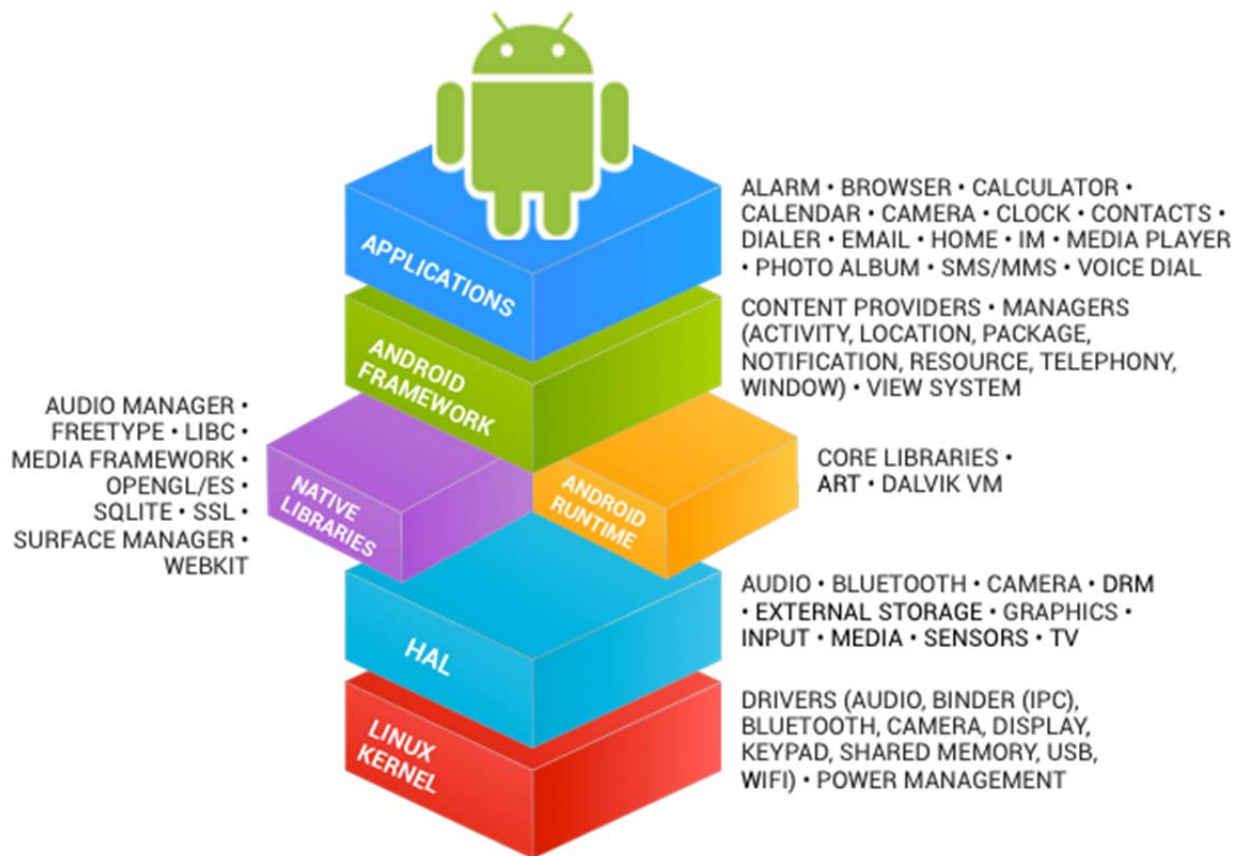 ALARM • BROWSER • CALCULATOR •
CALENDAR • CAMERA • CLOCK • CONTACTS •
DIALER • EMAIL • HOME • IM • MEDIA PLAYER
• PHOTO ALBUM • SMS/MMS • VOICE DIAL
APPLICATIONS
CONTENT PROVIDERS • MANAGERS
(ACTIVITY, LOCATION, PACKAGE,
NOTIFICATION, RESOURCE, TELEPHONY,
WINDOW) • VIEW SYSTEM
ANDROID
FRAMEWORK
AUDIO MANAGER •
FREETYPE • LIBC •
MEDIA FRAMEWORK •
OPENGL/ES •
SQLITE • SSL •
SURFACE MANAGER •
WEBKIT
NATIVE
LIBRARIES
ANDROID
RUNTIME
CORE LIBRARIES •
ART • DALVIK VM
HAL
AUDIO • BLUETOOTH • CAMERA • DRM
• EXTERNAL STORAGE • GRAPHICS •
INPUT • MEDIA • SENSORS • TV
LINUX
KERNEL
DRIVERS (AUDIO, BINDER (IPC),
BLUETOOTH, CAMERA, DISPLAY,
KEYPAD, SHARED MEMORY, USB,
WIFI) • POWER MANAGEMENT